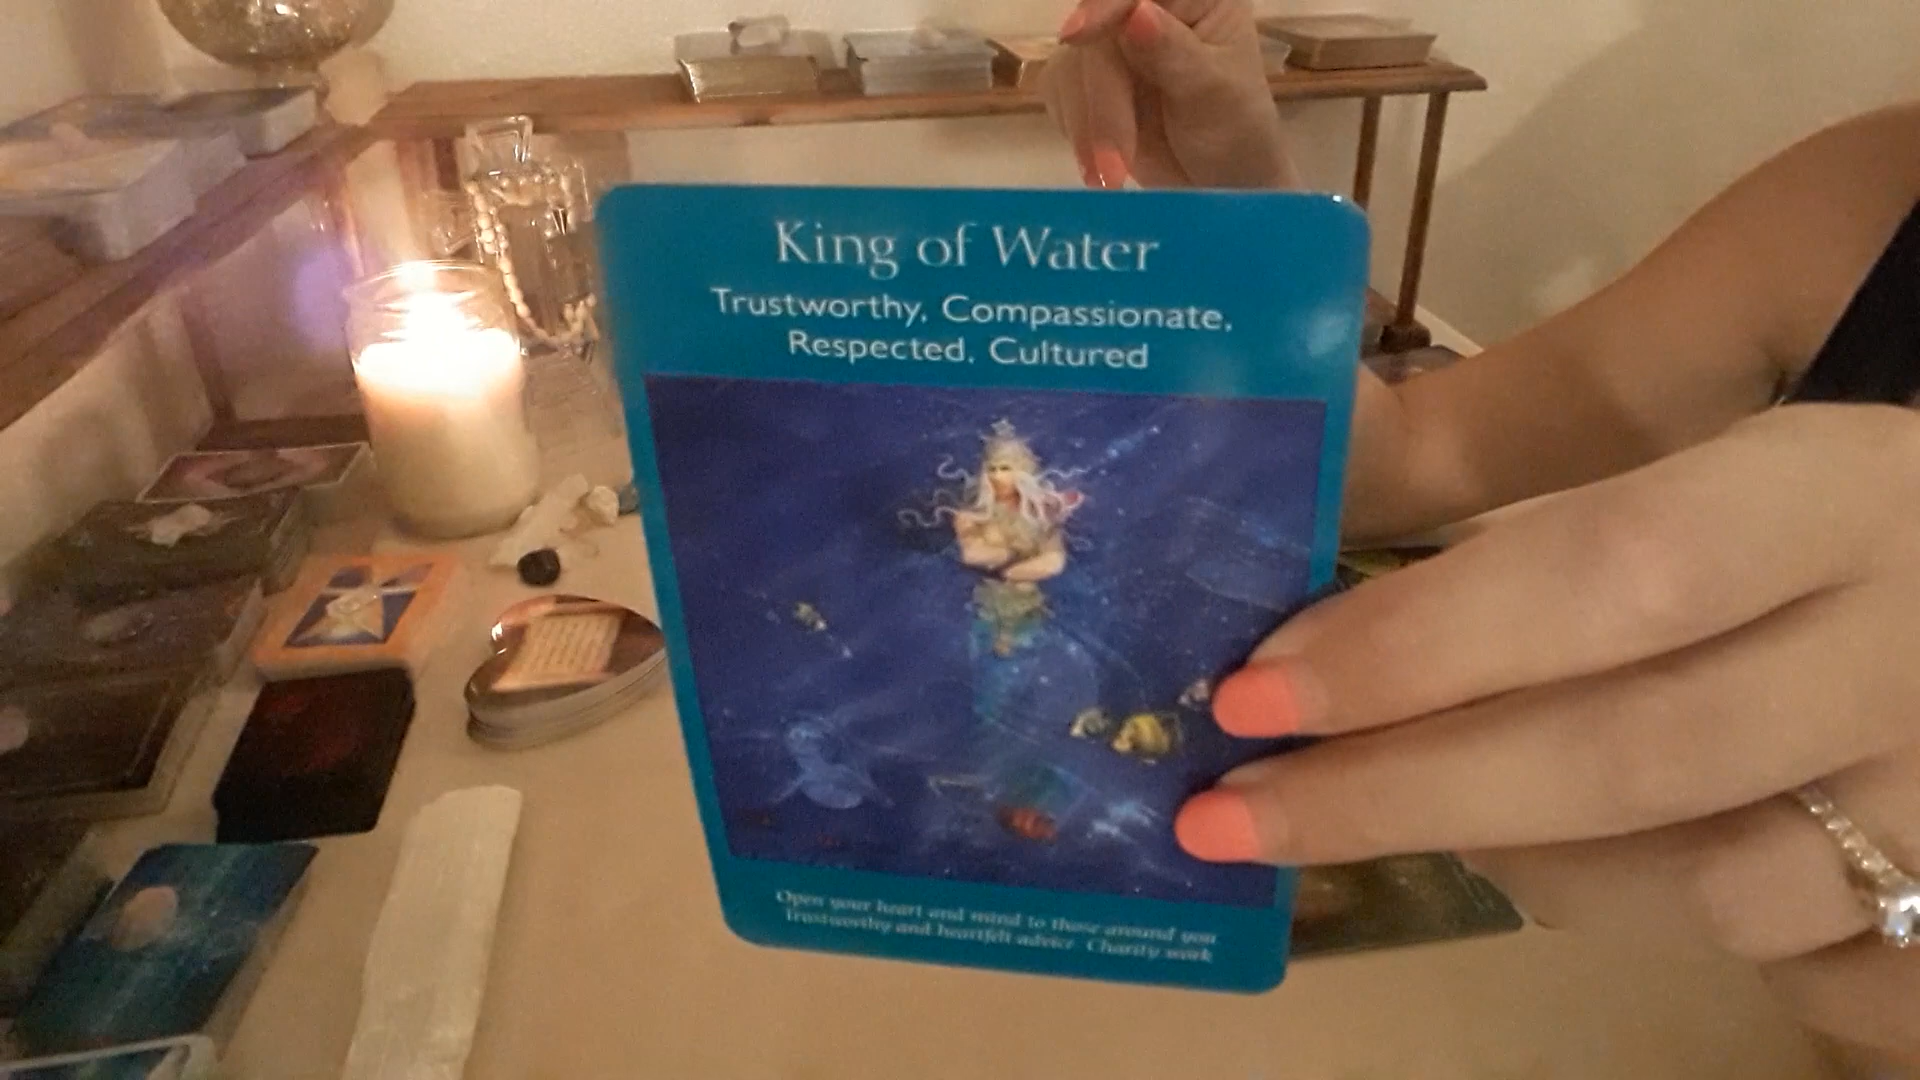 King of Water
Trustworthy, Compassionate,
Respected, Cultured
Open your heart and mind to those around you
Trustworthy and heartfelt advice. Charity work